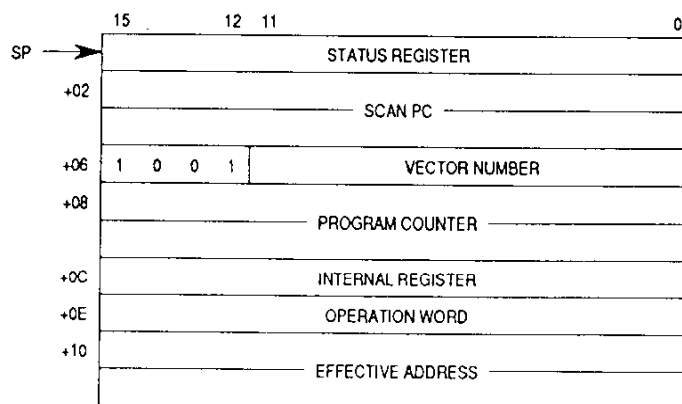 15 12 11 0
SP STATUS REGISTER
+02
SCAN PC
+06 1 0 0 1 VECTOR NUMBER
+08
PROGRAM COUNTER
+0C INTERNAL REGISTER
+0E OPERATION WORD
+10
EFFECTIVE ADDRESS